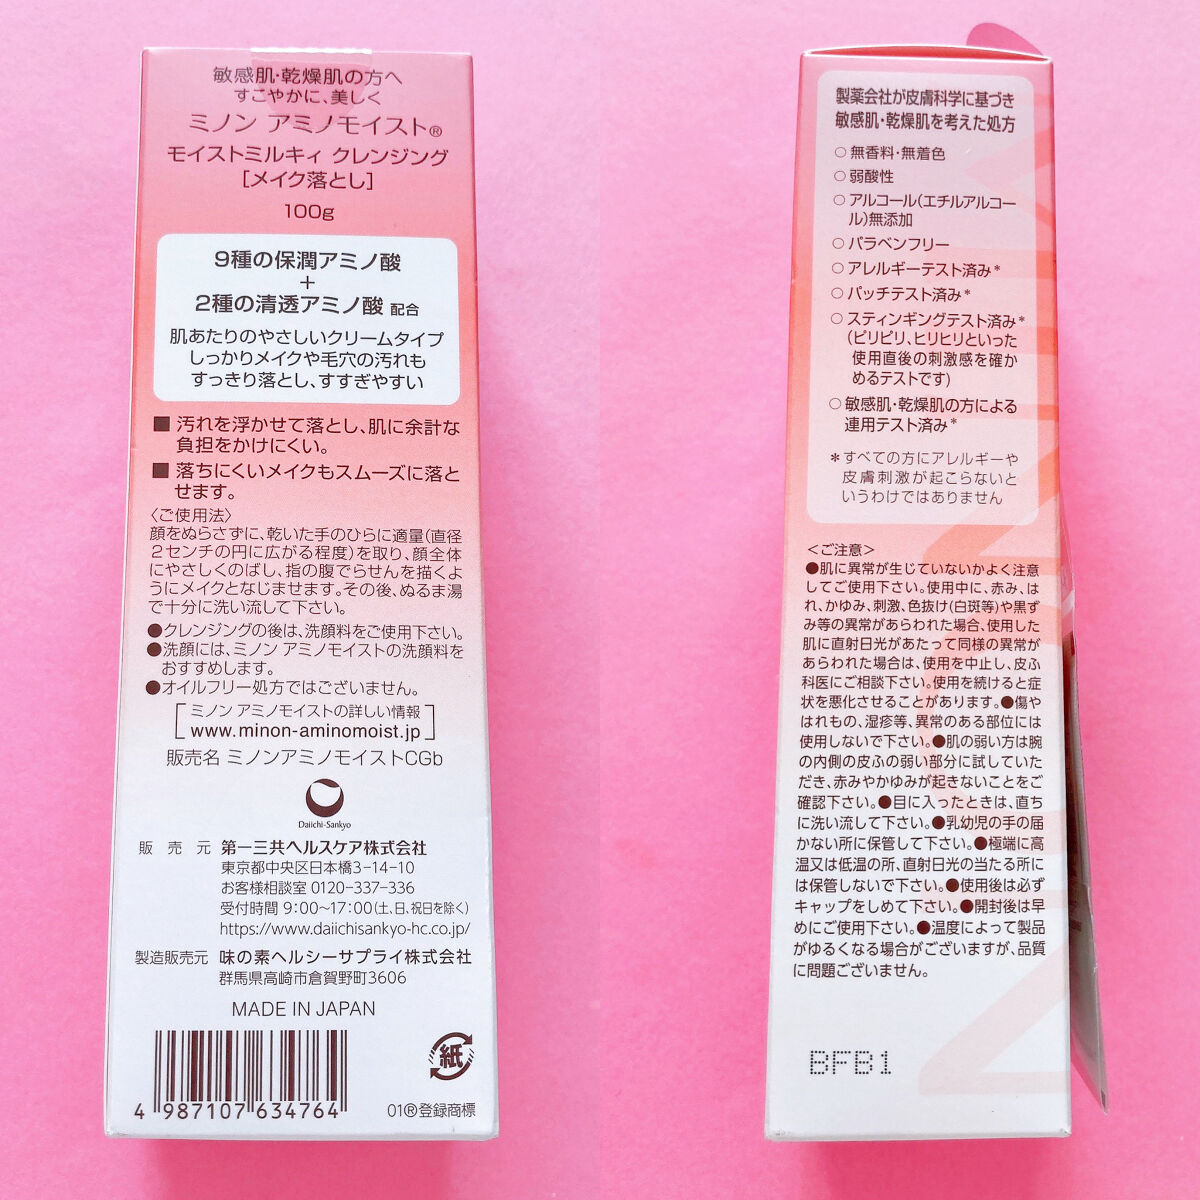 敏感肌・乾燥肌の方へ
すこやかに、美しく
ミノン アミノモイスト®
モイストミルキィ クレンジング
[メイク落とし]
100g
9種の保潤アミノ酸
+
2種の清透アミノ酸 配合
肌あたりのやさしいクリームタイプ
しっかりメイクや毛穴の汚れも
すっきり落とし、すすぎやすい
■ 汚れを浮かせて落とし、肌に余計な
負担をかけにくい。
■ 落ちにくいメイクもスムーズに落と
せます。
〈ご使用法〉
顔をぬらさずに、乾いた手のひらに適量(直径
2センチの円に広がる程度)を取り、顔全体
にやさしくのばし、指の腹でらせんを描くよ
うにメイクとなじませます。その後、ぬるま湯
で十分に洗い流して下さい。
●クレンジングの後は、洗顔料をご使用下さい。
●洗顔には、ミノン アミノモイストの洗顔料を
おすすめします。
●オイルフリー処方ではございません。
[ミノン アミノモイストの詳しい情報
www.minon-aminomoist.jp]
販売名 ミノンアミノモイストCGb
Daiichi-Sankyo
販売元 第一三共ヘルスケア株式会社
東京都中央区日本橋3-14-10
お客様相談室 0120-337-336
受付時間 9:00～17:00(土、日、祝日を除く)
https://www.daiichisankyo-hc.co.jp/
製造販売元 味の素ヘルシーサプライ株式会社
群馬県高崎市倉賀野町3606
MADE IN JAPAN
紙
4 987107 634764
01®登録商標
製薬会社が皮膚科学に基づき
敏感肌・乾燥肌を考えた処方
○ 無香料・無着色
○ 弱酸性
○ アルコール(エチルアルコー
ル)無添加
○ パラベンフリー
○ アレルギーテスト済み*
○ パッチテスト済み*
○ スティンギングテスト済み*
(ピリピリ、ヒリヒリといった
使用直後の刺激感を確か
めるテストです)
○ 敏感肌・乾燥肌の方による
連用テスト済み*
*すべての方にアレルギーや
皮膚刺激が起こらないと
いうわけではありません
<ご注意>
●肌に異常が生じていないかよく注意
してご使用下さい。使用中に、赤み、は
れ、かゆみ、刺激、色抜け(白斑等)や黒ず
み等の異常があらわれた場合、使用した
肌に直射日光があたって同様の異常が
あらわれた場合は、使用を中止し、皮ふ
科医にご相談下さい。使用を続けると症
状を悪化させることがあります。●傷や
はれもの、湿疹等、異常のある部位には
使用しないで下さい。●肌の弱い方は腕
の内側の皮ふの弱い部分に試していた
だき、赤みやかゆみが起きないことをご
確認下さい。●目に入ったときは、直ち
に洗い流して下さい。●乳幼児の手の届
かない所に保管して下さい。●極端に高
温又は低温の所、直射日光の当たる所に
は保管しないで下さい。●使用後は必ず
キャップをしめて下さい。●開封後は早
めにご使用下さい。●温度によって製品
がゆるくなる場合がございますが、品質
に問題ございません。
BFB1